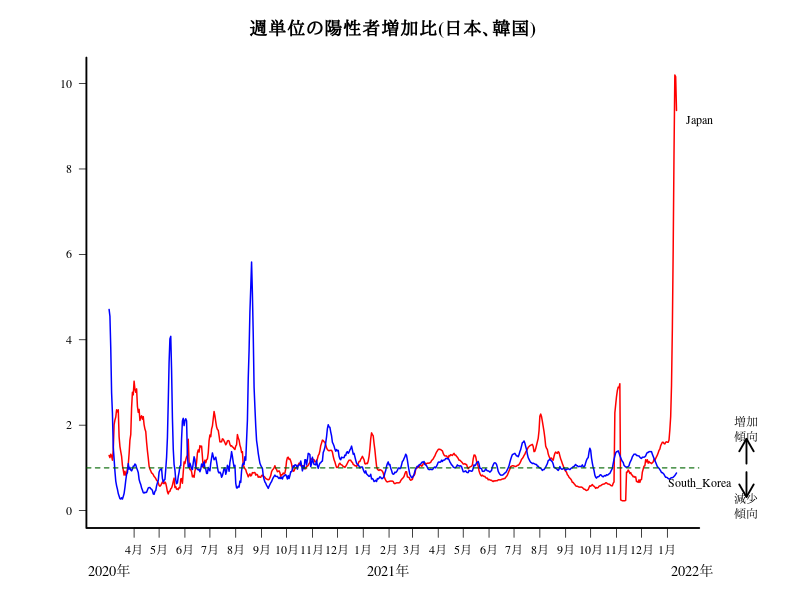 週単位の陽性者増加比(日本、韓国)
10
8
6
4
2
0
Japan
South_Korea
増加
傾向
減少
傾向
4月 5月 6月 7月 8月 9月 10月 11月 12月 1月 2月 3月 4月 5月 6月 7月 8月 9月 10月 11月 12月 1月
2020年 2021年 2022年